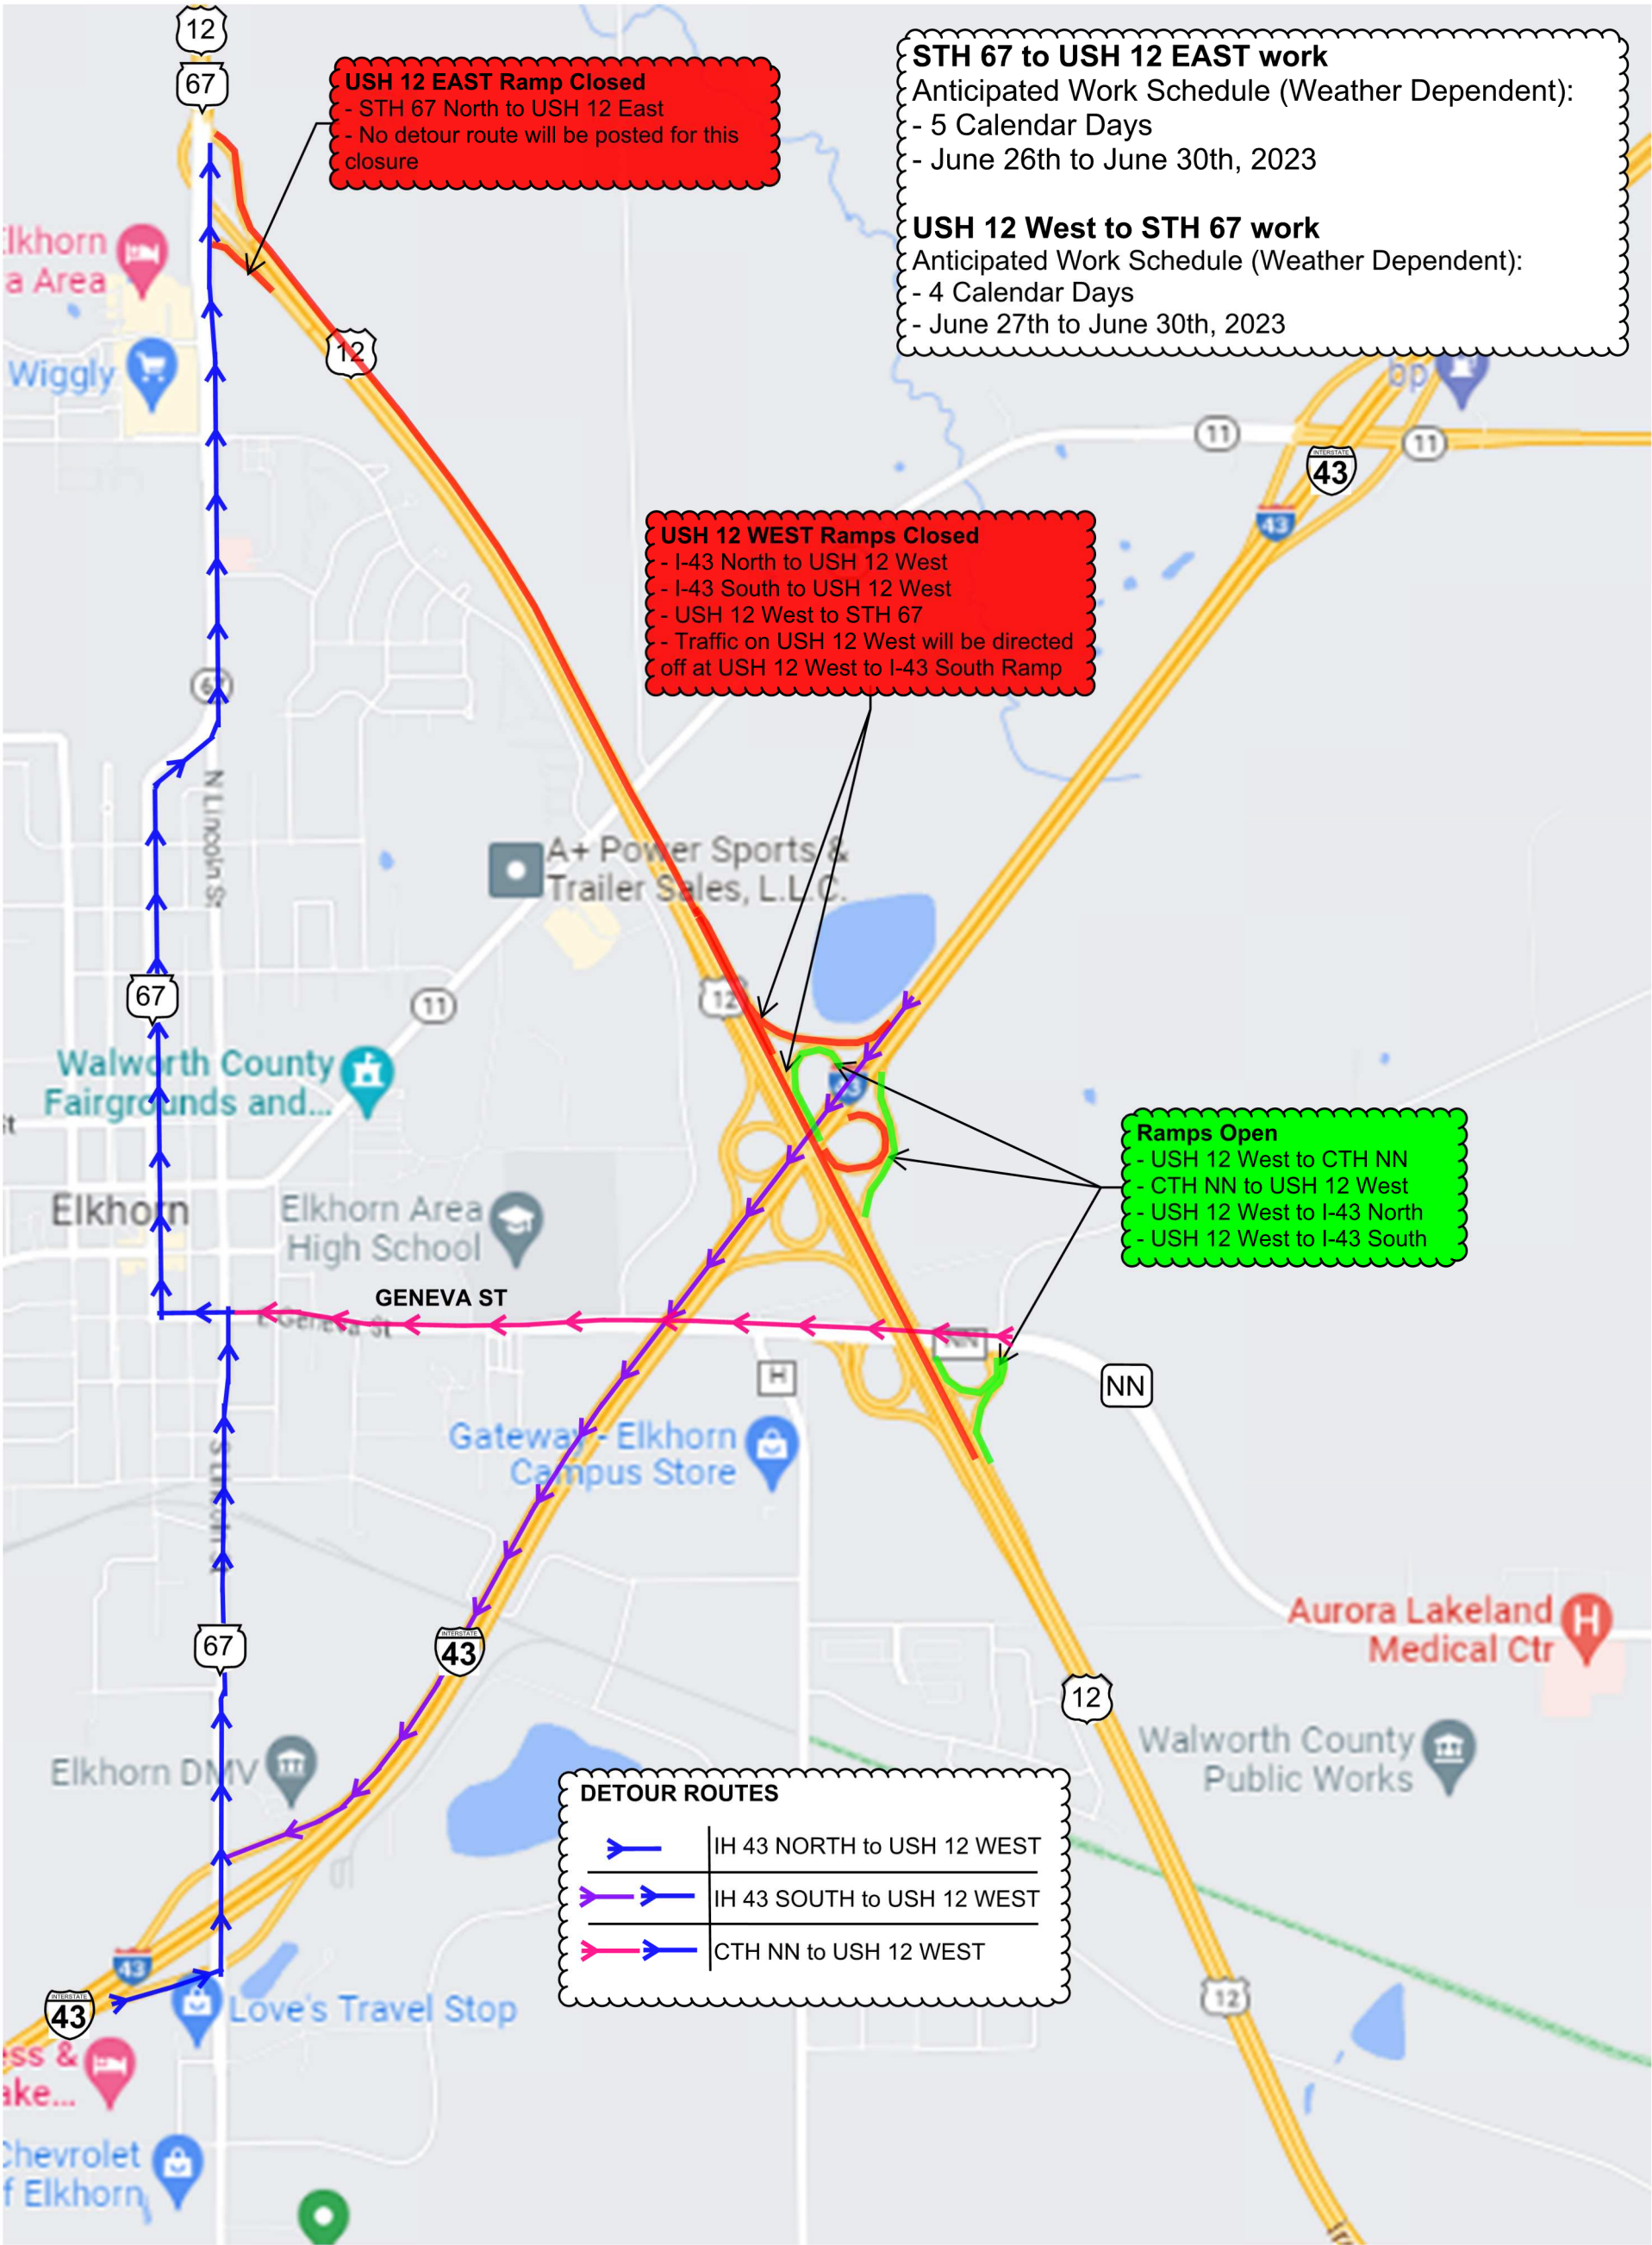 12
67
USH 12 EAST Ramp Closed
- STH 67 North to USH 12 East
- No detour route will be posted for this
closure
STH 67 to USH 12 EAST work
Anticipated Work Schedule (Weather Dependent):
- 5 Calendar Days
- June 26th to June 30th, 2023
USH 12 West to STH 67 work
Anticipated Work Schedule (Weather Dependent):
- 4 Calendar Days
- June 27th to June 30th, 2023
lkhorn
a Area
Wiggly
12
bp
11
11
INTERSTATE
43
43
USH 12 WEST Ramps Closed
- I-43 North to USH 12 West
- I-43 South to USH 12 West
- USH 12 West to STH 67
- Traffic on USH 12 West will be directed
off at USH 12 West to I-43 South Ramp
67
N Lincoln St
A+ Power Sports &
Trailer Sales, L.L.C.
67
11
12
Walworth County
Fairgrounds and...
43
Ramps Open
- USH 12 West to CTH NN
- CTH NN to USH 12 West
- USH 12 West to I-43 North
- USH 12 West to I-43 South
Elkhorn
Elkhorn Area
High School
GENEVA ST
E Geneva St
NN
H
NN
Gateway - Elkhorn
Campus Store
S Lincoln St
67
INTERSTATE
43
Aurora Lakeland
Medical Ctr
12
Walworth County
Public Works
Elkhorn DMV
DETOUR ROUTES
IH 43 NORTH to USH 12 WEST
IH 43 SOUTH to USH 12 WEST
CTH NN to USH 12 WEST
43
INTERSTATE
43
Love's Travel Stop
12
ess &
ake...
Chevrolet
f Elkhorn